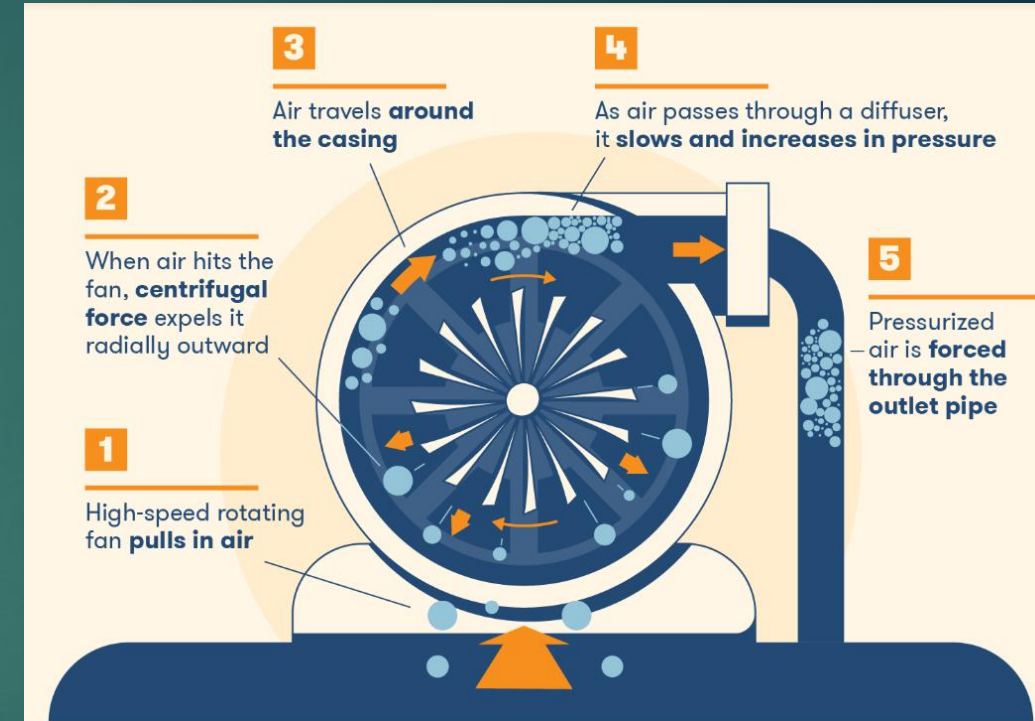 1
High-speed rotating
fan pulls in air
2
When air hits the
fan, centrifugal
force expels it
radially outward
3
Air travels around
the casing
4
As air passes through a diffuser,
it slows and increases in pressure
5
Pressurized
air is forced
through the
outlet pipe